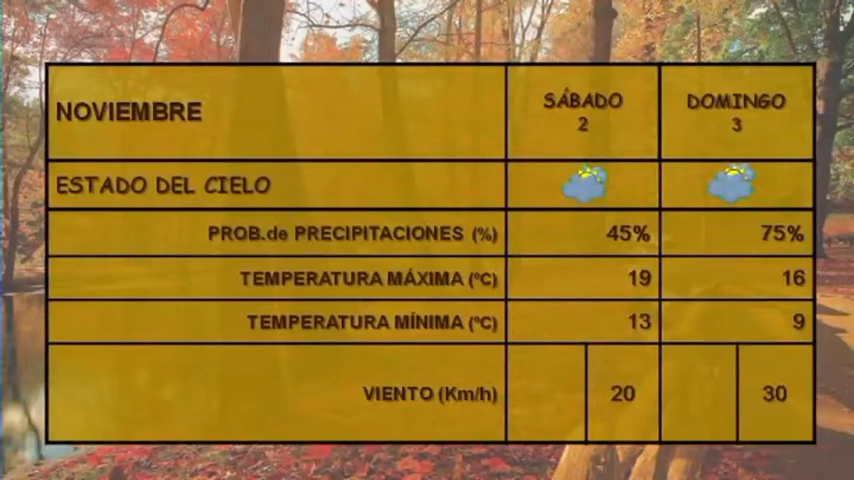 NOVIEMBRE
SÁBADO
2
DOMINGO
3
ESTADO DEL CIELO
PROB.de PRECIPITACIONES (%) 45% 75%
TEMPERATURA MÁXIMA (ºC) 19 16
TEMPERATURA MÍNIMA (ºC) 13 9
VIENTO (Km/h) 20 30